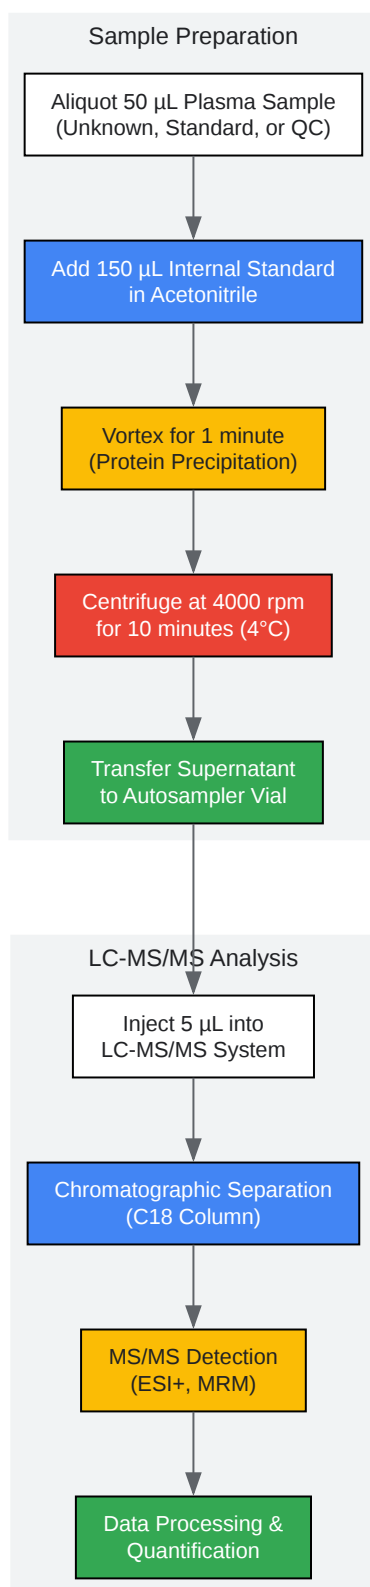 Sample Preparation
Aliquot 50 µL Plasma Sample
(Unknown, Standard, or QC)
Add 150 µL Internal Standard
in Acetonitrile
Vortex for 1 minute
(Protein Precipitation)
Centrifuge at 4000 rpm
for 10 minutes (4°C)
Transfer Supernatant
to Autosampler Vial
LC-MS/MS Analysis
Inject 5 µL into
LC-MS/MS System
Chromatographic Separation
(C18 Column)
MS/MS Detection
(ESI+, MRM)
Data Processing &
Quantification